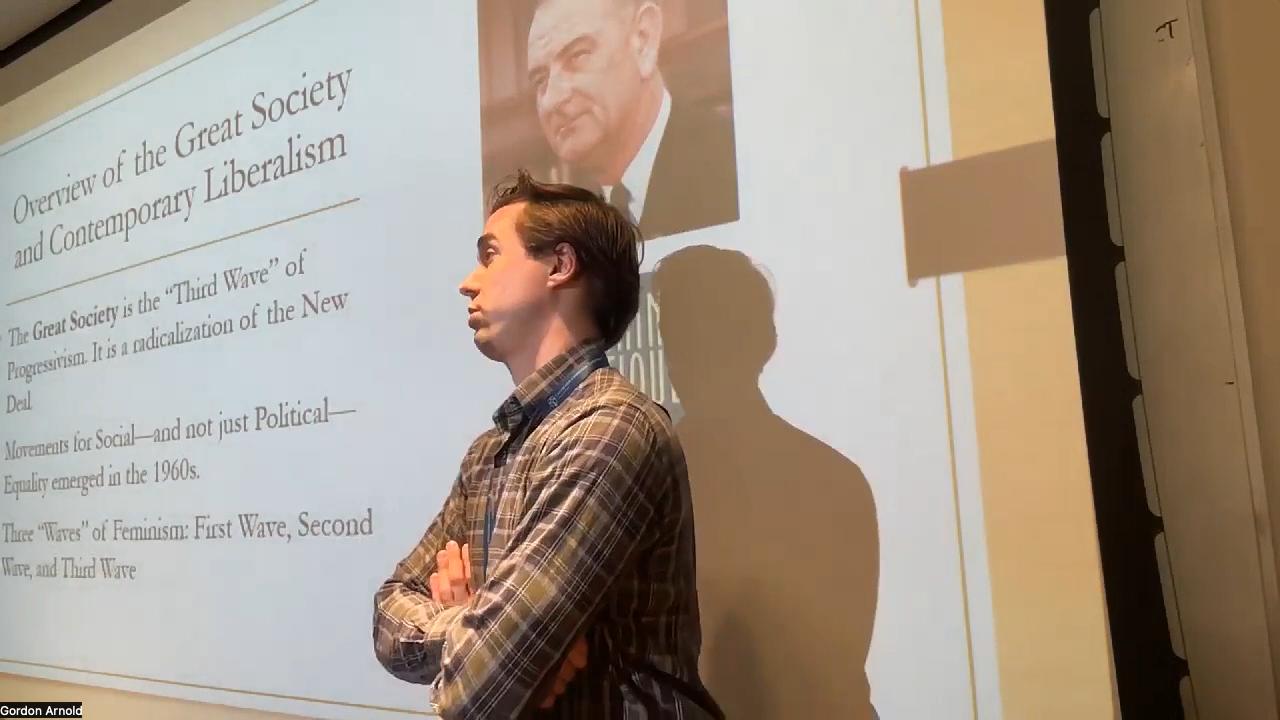 Overview of the Great Society
and Contemporary Liberalism
The Great Society is the “Third Wave” of
Progressivism. It is a radicalization of the New
Deal
Movements for Social—and not just Political—
Equality emerged in the 1960s.
Three “Waves” of Feminism: First Wave, Second
Wave, and Third Wave
Gordon Arnold